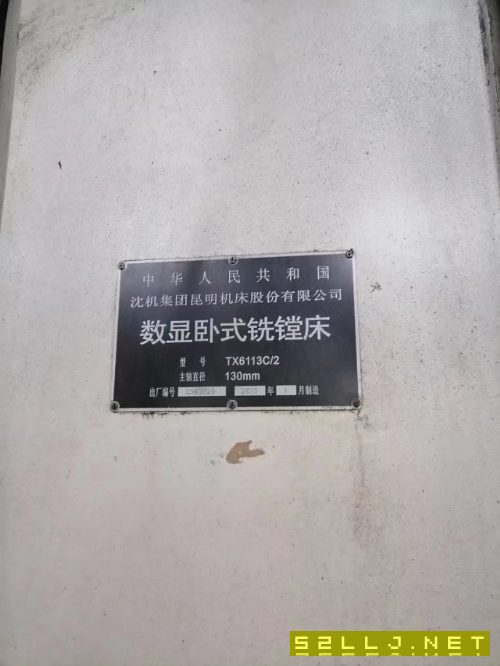 中华人民共和国
沈机集团昆明机床股份有限公司
数显卧式铣镗床
型 号 TX6113C/2
主轴直径 130mm
出厂编号 年 月制造
52LLJ.NET